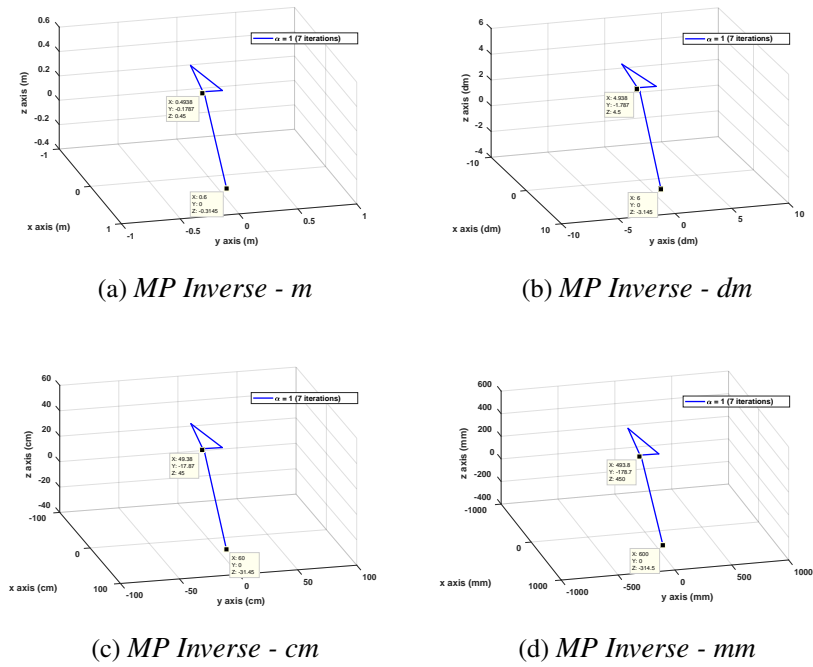 α = 1 (7 iterations)
z axis (m)
0.6
0.4
0.2
0
-0.2
-0.4
-1
0
1
x axis (m)
-1
-0.5
0
0.5
1
y axis (m)
X: 0.4938
Y: -0.1787
Z: 0.45
X: 0.6
Y: 0
Z: -0.3145
(a) MP Inverse - m
α = 1 (7 iterations)
z axis (dm)
6
4
2
0
-2
-4
-10
0
10
x axis (dm)
-10
-5
0
5
10
y axis (dm)
X: 4.938
Y: -1.787
Z: 4.5
X: 6
Y: 0
Z: -3.145
(b) MP Inverse - dm
α = 1 (7 iterations)
z axis (cm)
60
40
20
0
-20
-40
-100
0
100
x axis (cm)
-100
-50
0
50
100
y axis (cm)
X: 49.38
Y: -17.87
Z: 45
X: 60
Y: 0
Z: -31.45
(c) MP Inverse - cm
α = 1 (7 iterations)
z axis (mm)
600
400
200
0
-200
-400
-1000
0
1000
x axis (mm)
-1000
-500
0
500
1000
y axis (mm)
X: 493.8
Y: -178.7
Z: 450
X: 600
Y: 0
Z: -314.5
(d) MP Inverse - mm